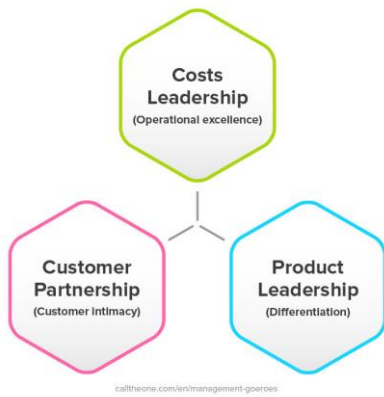 Costs
Leadership
(Operational excellence)
Customer
Partnership
(Customer intimacy)
Product
Leadership
(Differentiation)
calltheone.com/en/management-goeroes